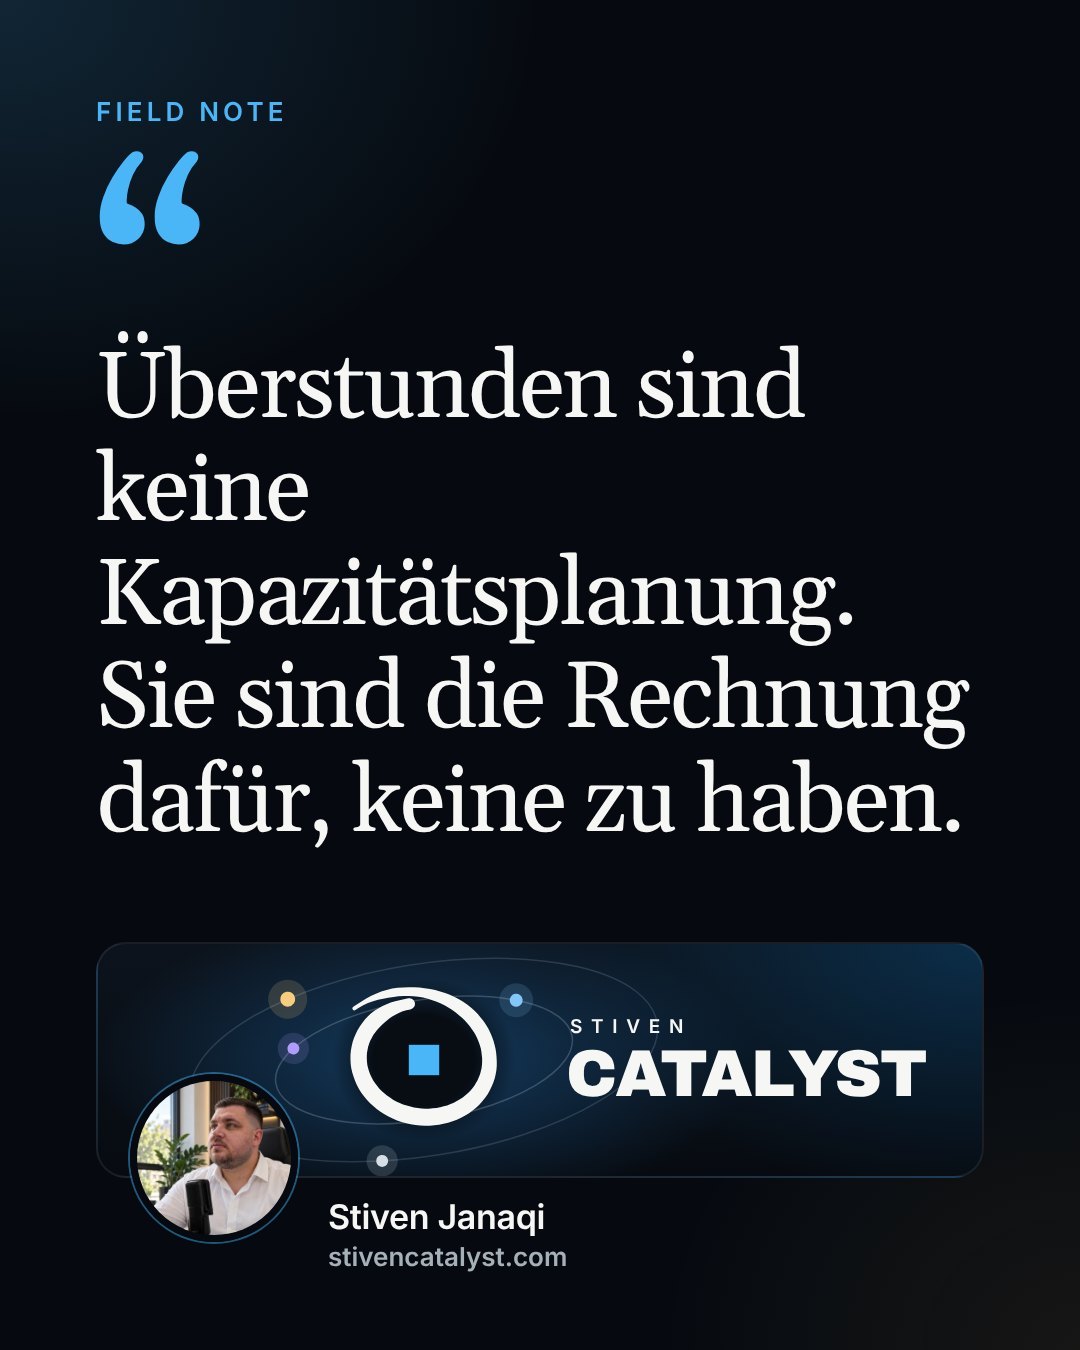 FIELD NOTE
“
Überstunden sind
keine
Kapazitätsplanung.
Sie sind die Rechnung
dafür, keine zu haben.
STIVEN
CATALYST
Stiven Janaqi
stivencatalyst.com